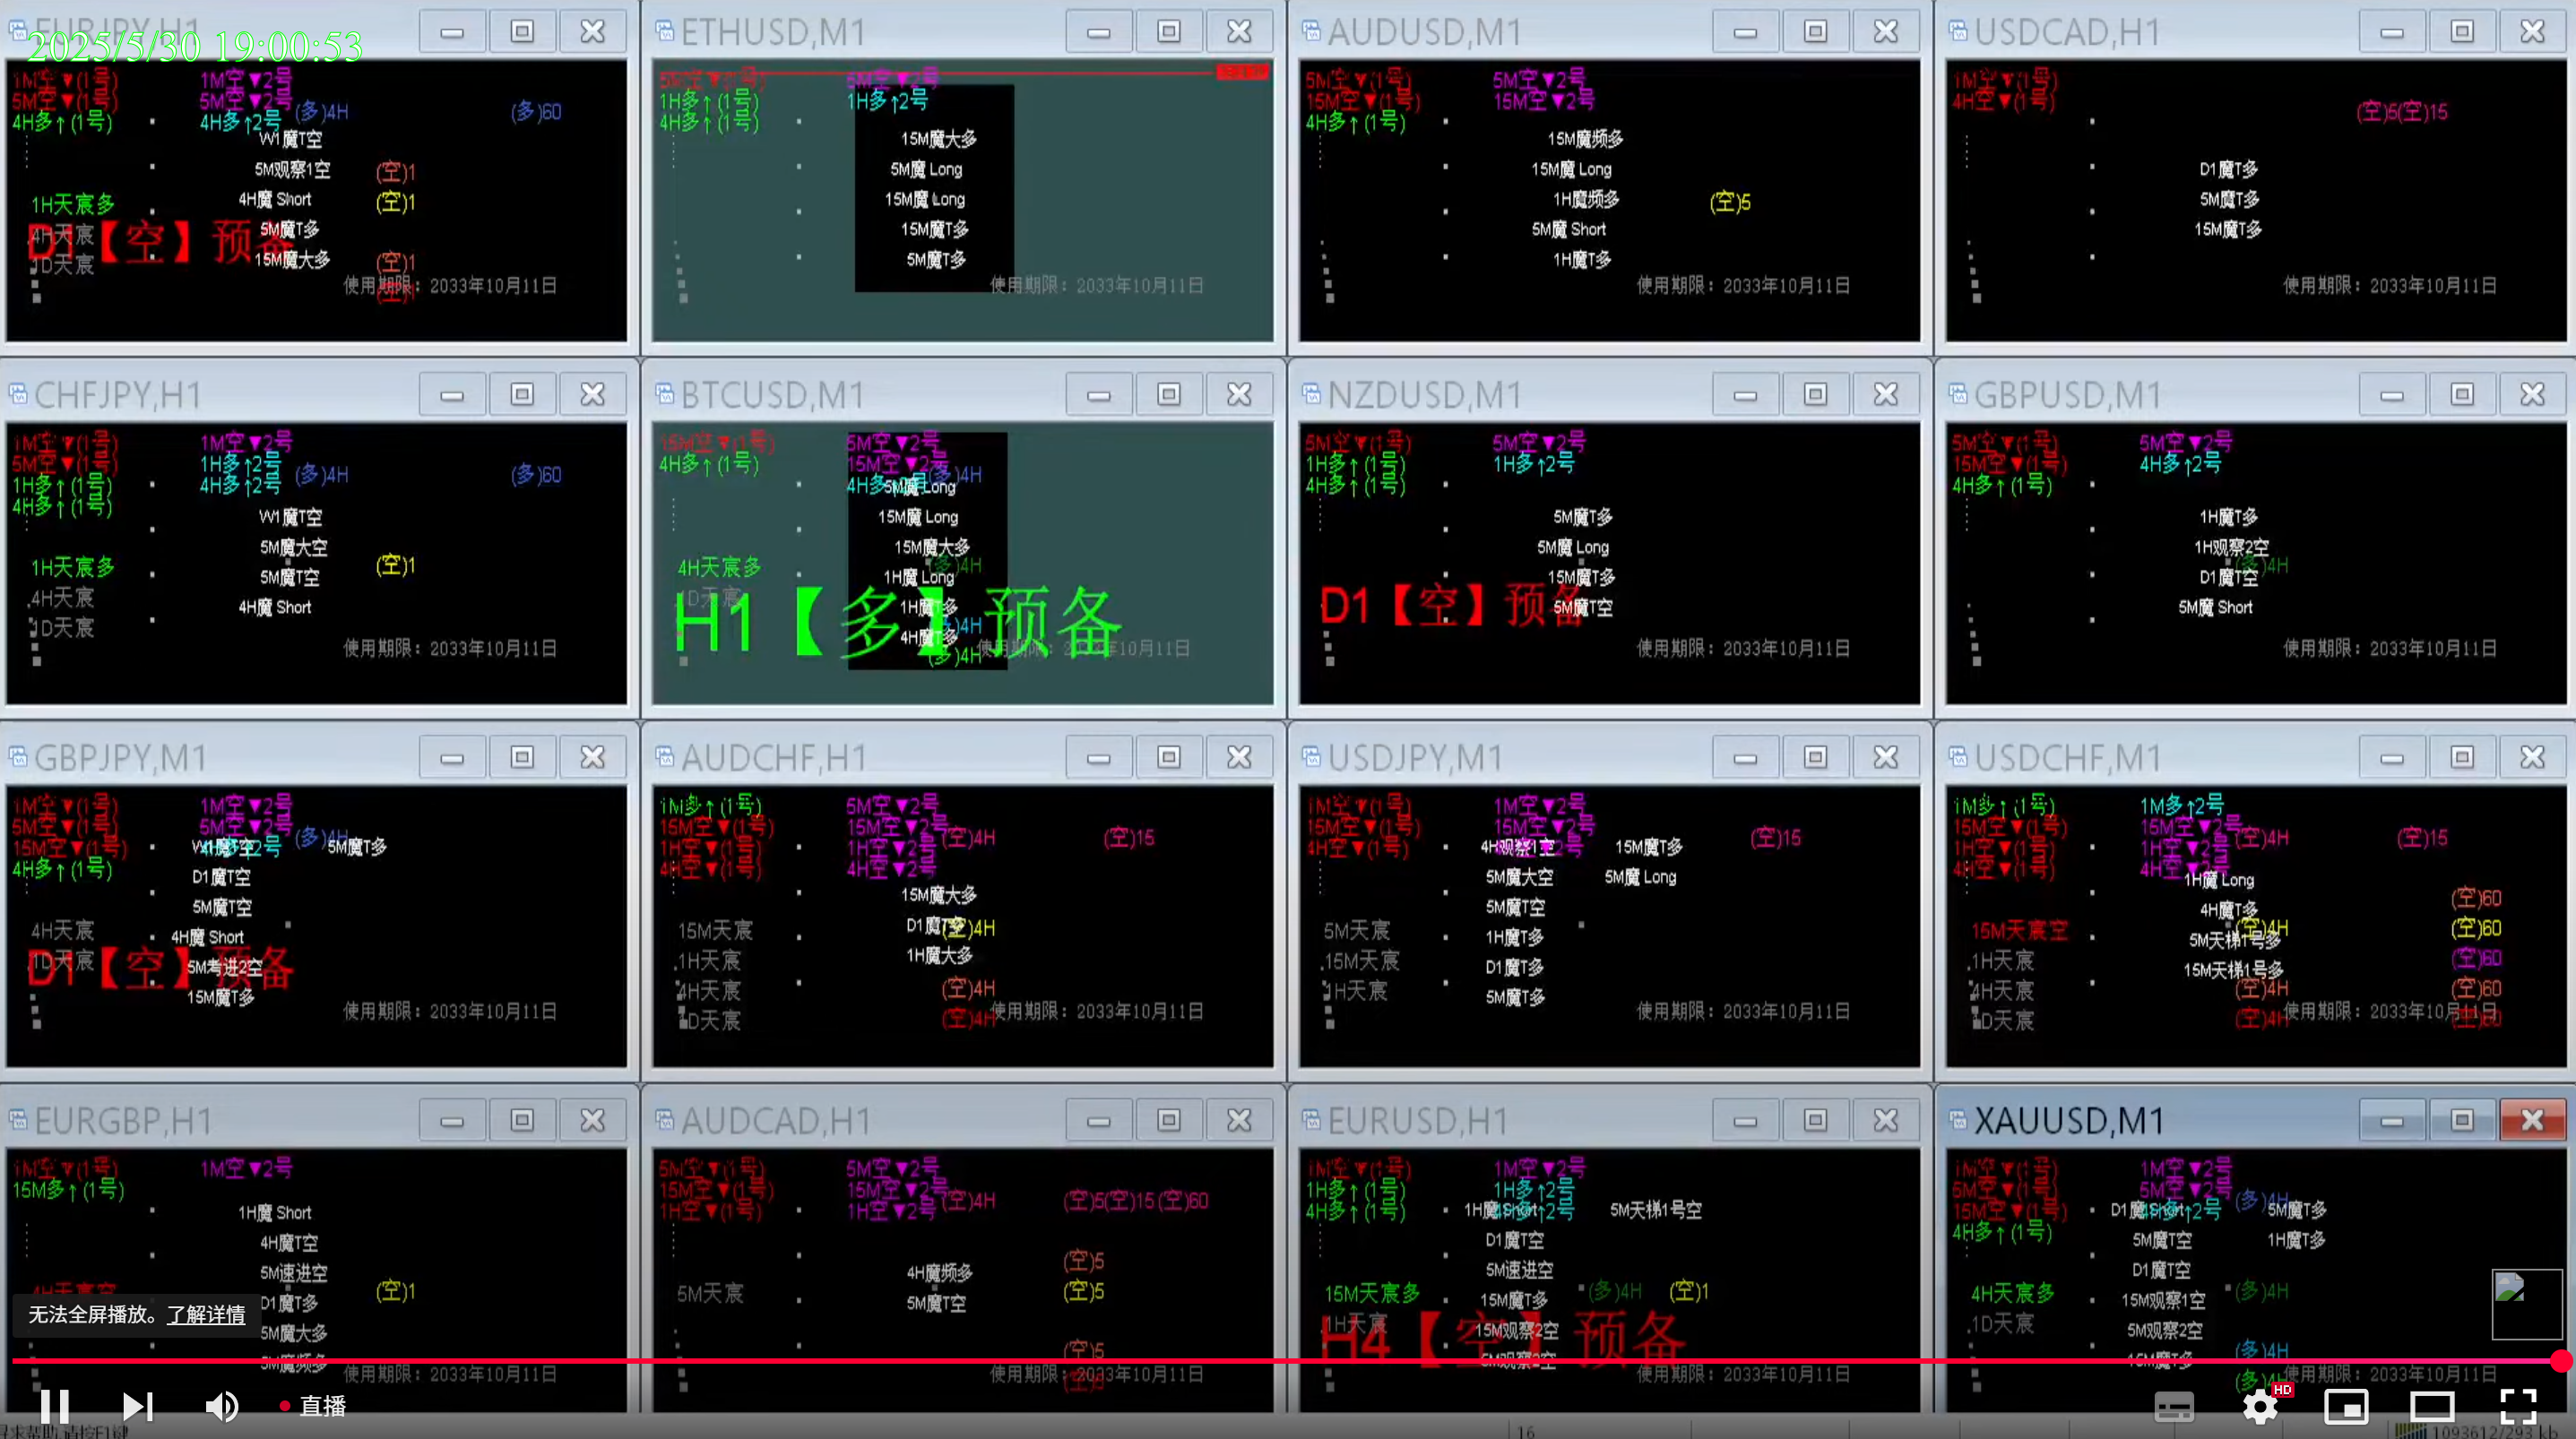 EURJPY,H1
2025/5/30 19:00:53
1M空▼(1号) 1M空▼2号
5M空▼(1号) 5M空▼2号 (多)4H (多)60
4H多↑(1号) 4H多↑2号
W1魔T空
5M观察1空 (空)1
4H魔 Short (空)1
1H天宸多
5M魔T多
4H天宸
D1【空】预备
15M魔大多 (空)1
1D天宸
使用期限：2033年10月11日
ETHUSD,M1
5M空▼2号
1H多↑(1号) 1H多↑2号
4H多↑(1号)
15M魔大多
5M魔 Long
15M魔 Long
15M魔T多
5M魔T多
使用期限：2033年10月11日
AUDUSD,M1
5M空▼(1号) 5M空▼2号
15M空▼(1号) 15M空▼2号
4H多↑(1号)
15M魔频多
15M魔 Long
1H魔频多 (空)5
5M魔 Short
1H魔T多
使用期限：2033年10月11日
USDCAD,H1
1M空▼(1号)
4H空▼(1号) (空)5(空)15
D1魔T多
5M魔T多
15M魔T多
使用期限：2033年10月11日
CHFJPY,H1
1M空▼(1号) 1M空▼2号
5M空▼(1号) 1H多↑2号
1H多↑(1号) 4H多↑2号 (多)4H (多)60
4H多↑(1号)
W1魔T空
5M魔大空 (空)1
1H天宸多
5M魔T空
4H天宸
4H魔 Short
1D天宸
使用期限：2033年10月11日
BTCUSD,M1
15M空▼(1号) 5M空▼2号
4H多↑(1号) 15M空▼2号 (多)4H
5M魔 Long
15M魔 Long
15M魔大多
4H天宸多 (多)4H
1H魔 Long
1D天宸
1H魔T多
H1【多】预备
4H魔T多
(多)4H
NZDUSD,M1
5M空▼(1号) 5M空▼2号
1H多↑(1号) 1H多↑2号
4H多↑(1号)
5M魔T多
5M魔 Long
15M魔T多
D1【空】预备
5M魔T空
使用期限：2033年10月11日
GBPUSD,M1
5M空▼(1号) 5M空▼2号
15M空▼(1号) 4H多↑2号
4H多↑(1号)
1H魔T多
1H观察2空
(多)4H
D1魔T空
5M魔 Short
使用期限：2033年10月11日
GBPJPY,M1
1M空▼(1号) 1M空▼2号
5M空▼(1号) 5M空▼2号 (多)4H
15M空▼(1号) 5M魔T多
4H多↑(1号)
D1魔T空
5M魔T空
4H天宸
4H魔 Short
1D天宸
D1【空】预备
5M考进2空
15M魔T多
使用期限：2033年10月11日
AUDCHF,H1
1M多↑(1号) 5M空▼2号
15M空▼(1号) 15M空▼2号 (空)4H (空)15
1H空▼(1号) 1H空▼2号
4H空▼(1号) 4H空▼2号
15M魔大多
(空)4H
15M天宸
1H魔大多
1H天宸
4H天宸 (空)4H
1D天宸 (空)4H
使用期限：2033年10月11日
USDJPY,M1
1M空▼(1号) 1M空▼2号
15M空▼(1号) 15M空▼2号 (空)15
4H空▼(1号) 4H观察1空 15M魔T多
5M魔大空 5M魔 Long
5M魔T空
5M天宸 1H魔T多
15M天宸 D1魔T多
1H天宸 5M魔T多
使用期限：2033年10月11日
USDCHF,M1
1M多↑(1号) 1M多↑2号
15M空▼(1号) 15M空▼2号 (空)4H (空)15
1H空▼(1号) 1H空▼2号
4H空▼(1号)
1H魔 Long
(空)60
4H魔T多
15M天宸空 (空)4H (空)60
5M天梯1号多
1H天宸 (空)60
15M天梯1号多
4H天宸 (空)4H (空)60
1D天宸 (空)4H
使用期限：2033年10月11日
EURGBP,H1
1M空▼(1号) 1M空▼2号
15M多↑(1号)
1H魔 Short
4H魔T空
5M速进空
4H天宸空 (空)1
D1魔T多
5M魔大多
5M魔频多
使用期限：2033年10月11日
AUDCAD,H1
5M空▼(1号) 5M空▼2号
15M空▼(1号) 15M空▼2号 (空)4H (空)5(空)15(空)60
1H空▼(1号) 1H空▼2号
(空)5
4H魔频多
5M天宸 (空)5
5M魔T空
(空)5
使用期限：2033年10月11日
EURUSD,H1
1M空▼(1号) 1M空▼2号
1H多↑(1号) 1H多↑2号
4H多↑(1号) 1H魔 Short 5M天梯1号空
D1魔T空
5M速进空
15M天宸多 15M魔T多 (多)4H (空)1
1H天宸 15M观察2空
H4【空】预备
5M观察2空
使用期限：2033年10月11日
XAUUSD,M1
1M空▼(1号) 1M空▼2号
5M空▼(1号) 5M空▼2号 (多)4H
15M空▼(1号) D1魔 Short 5M魔T多
4H多↑(1号)
5M魔T空 1H魔T多
D1魔T空
4H天宸多 15M观察1空 (多)4H
1D天宸 5M观察2空
(多)4H
15M魔T多
使用期限：2033年10月11日
无法全屏播放。了解详情
直播
HD
16
1093612/293 kb